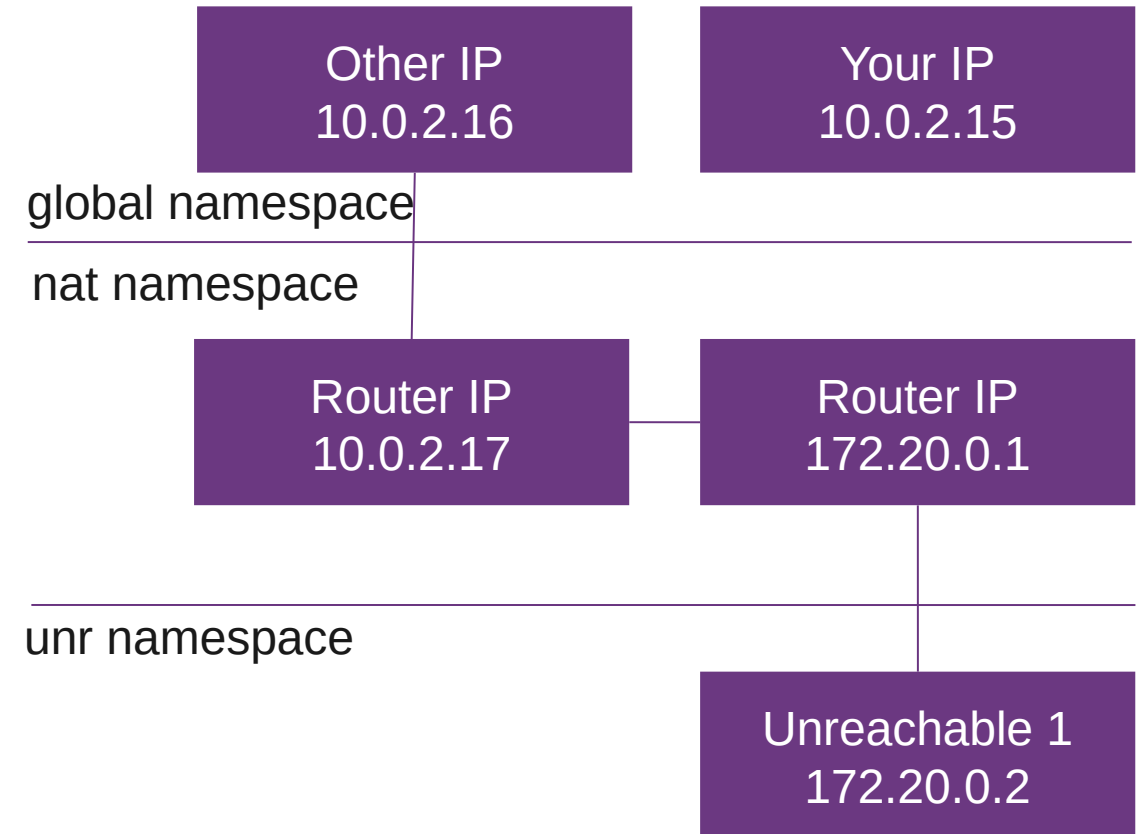 Other IP
10.0.2.16
Your IP
10.0.2.15
global namespace
nat namespace
Router IP
10.0.2.17
Router IP
172.20.0.1
unr namespace
Unreachable 1
172.20.0.2